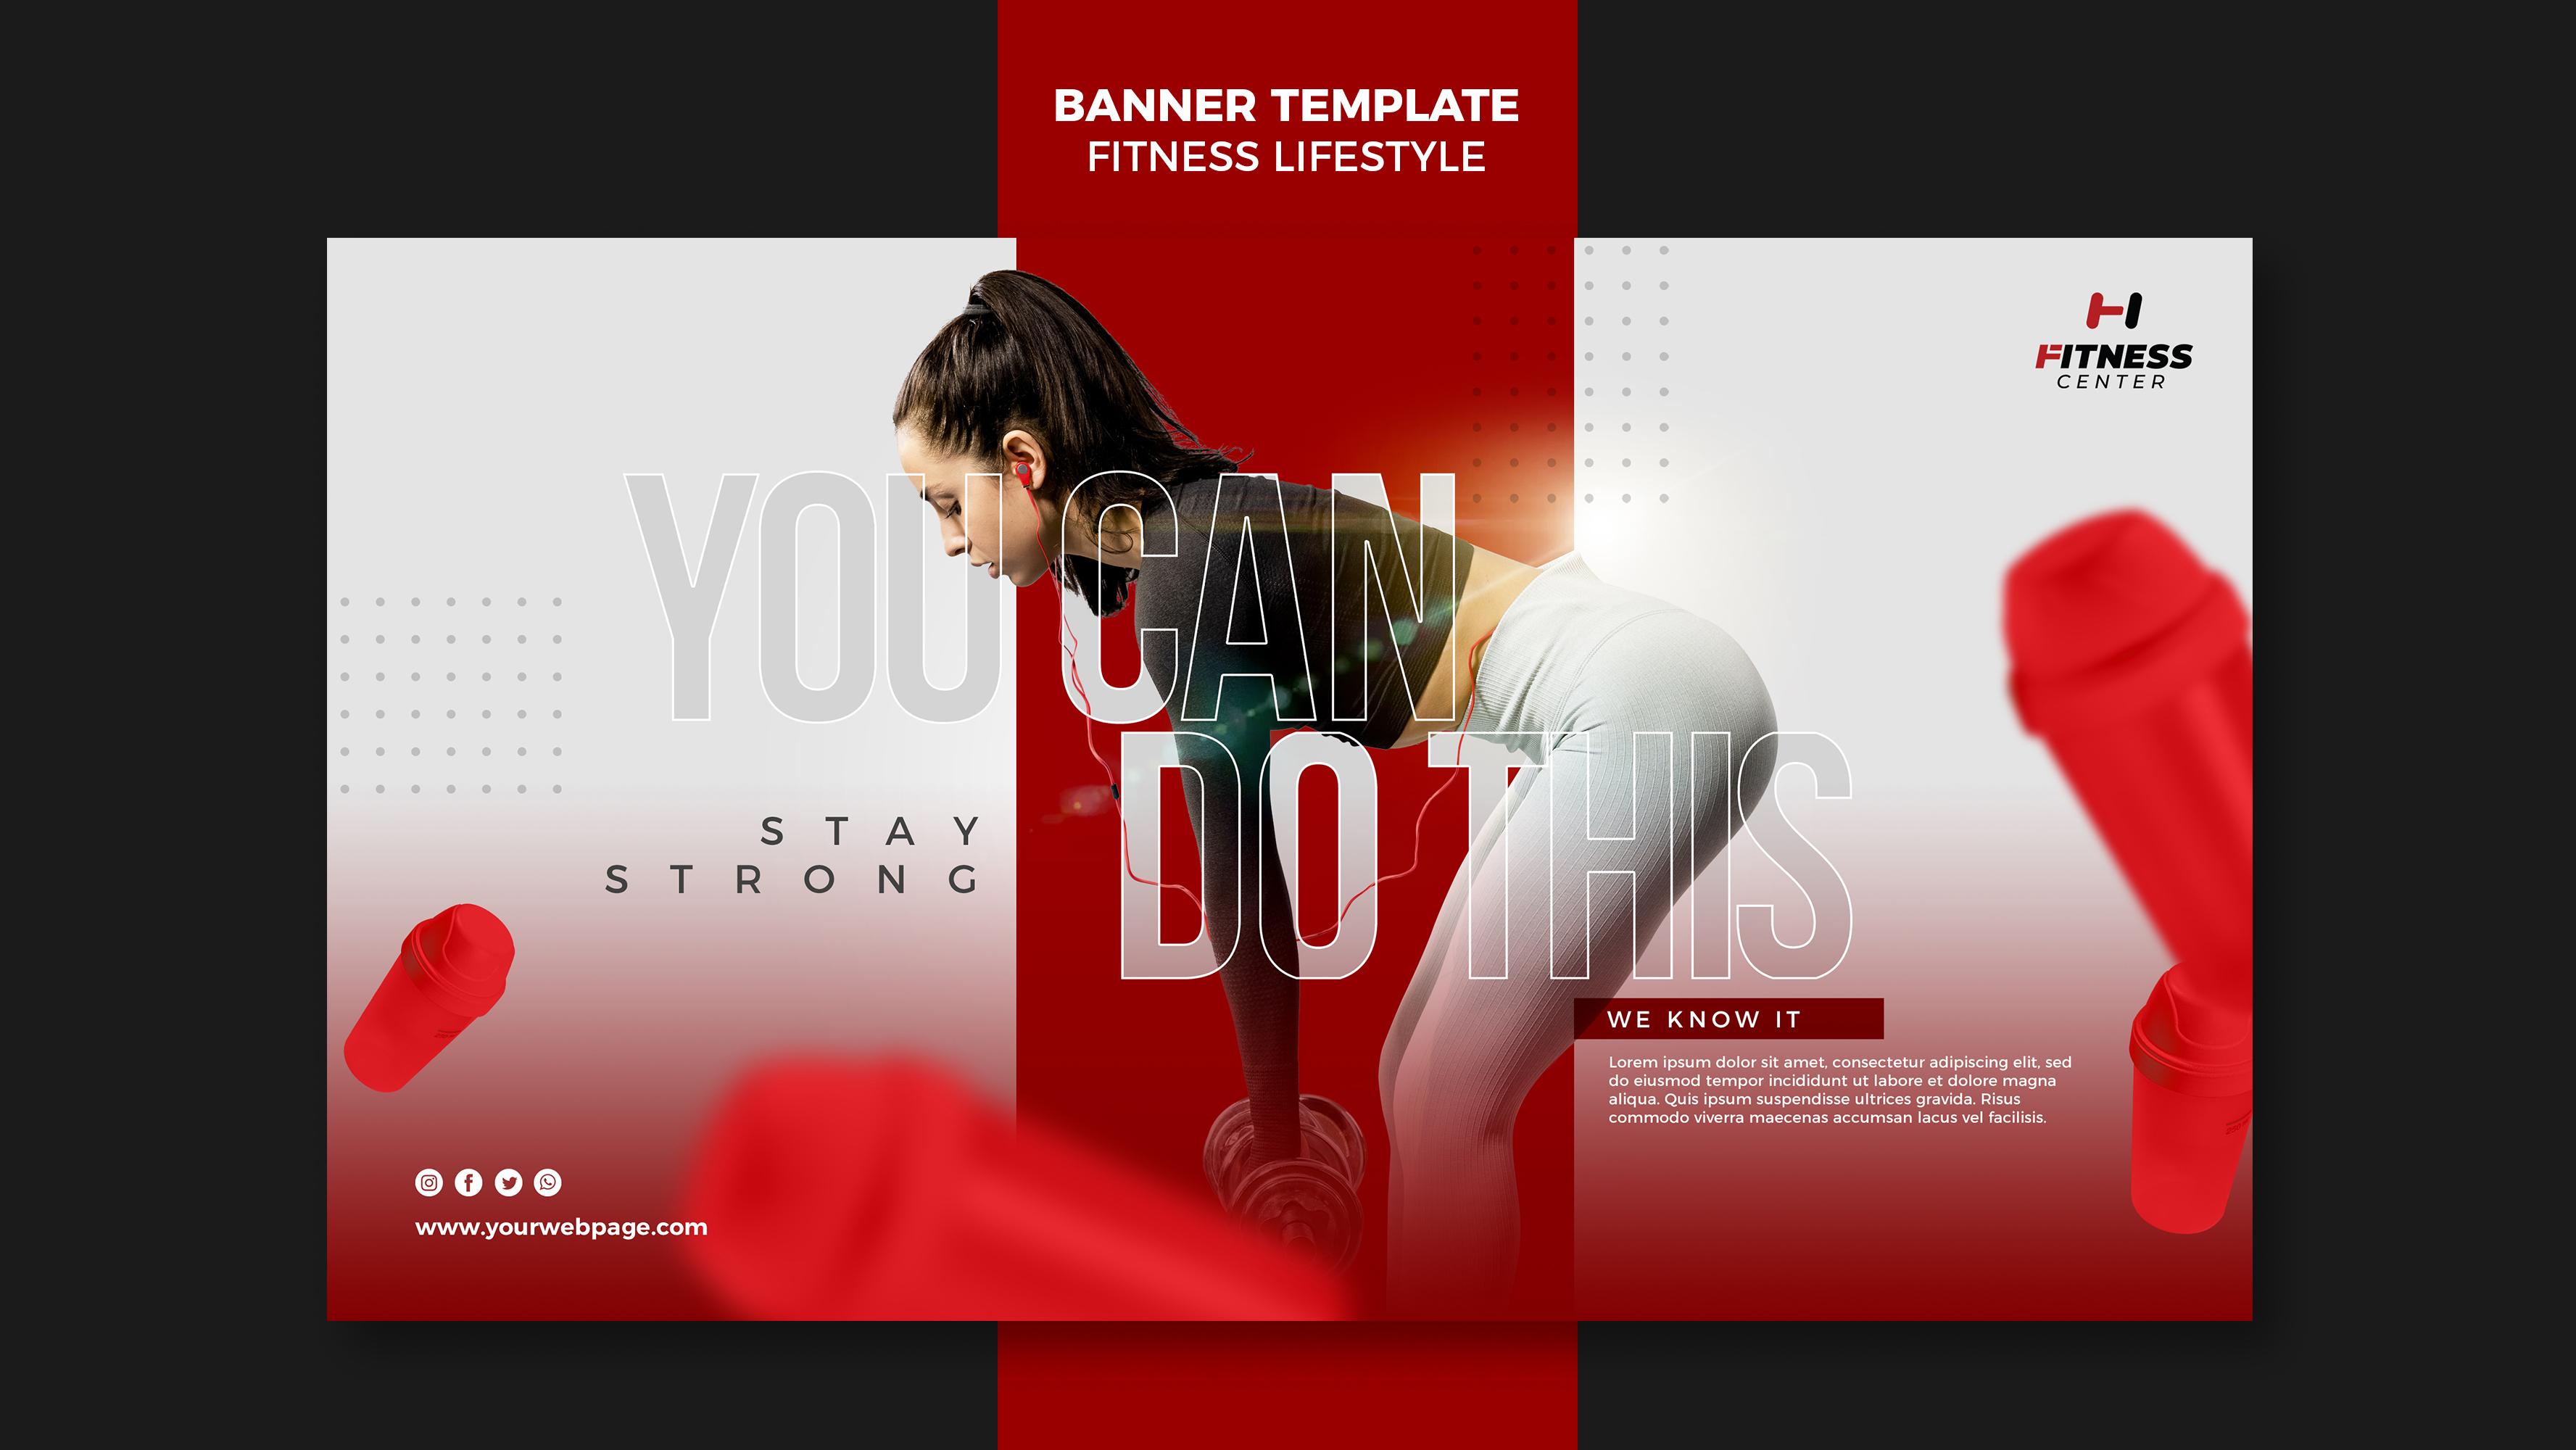 BANNER TEMPLATE
FITNESS LIFESTYLE
FITNESS
CENTER
YOU CAN
DO THIS
STAY
STRONG
WE KNOW IT
Lorem ipsum dolor sit amet, consectetur adipiscing elit, sed
do eiusmod tempor incididunt ut labore et dolore magna
aliqua. Quis ipsum suspendisse ultrices gravida. Risus
commodo viverra maecenas accumsan lacus vel facilisis.
www.yourwebpage.com